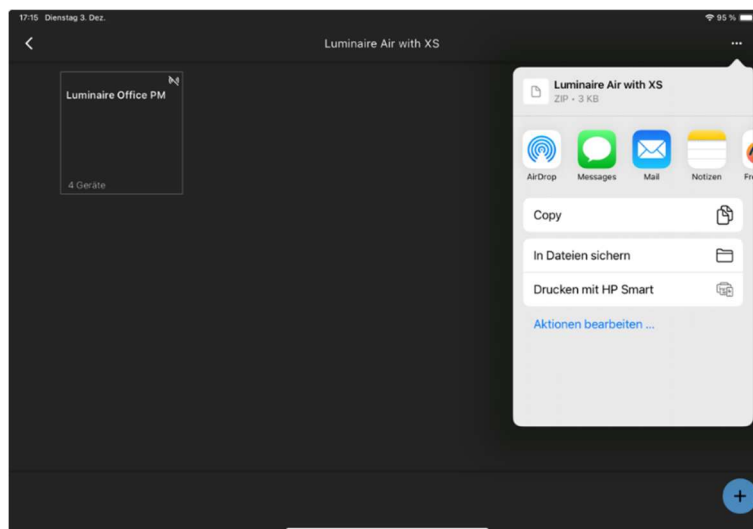 17:15 Dienstag 3. Dez.
95 %
Luminaire Air with XS
Luminaire Office PM
4 Geräte
Luminaire Air with XS
ZIP • 3 KB
AirDrop
Messages
Mail
Notizen
Fre
Copy
In Dateien sichern
Drucken mit HP Smart
Aktionen bearbeiten ...